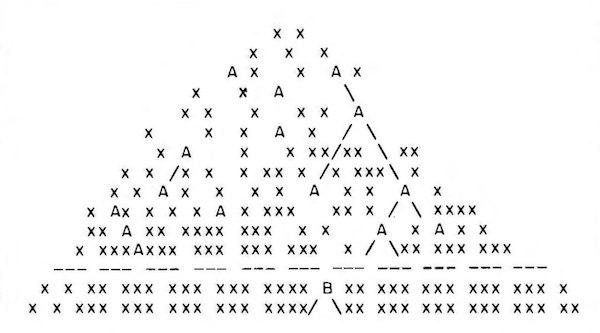 x x
x x x
A x x A x
x x A \
x x x x x A
x x x A x / \
x A x x xx/xx \ xx
x x / x x x xx x / x xxx\ x
x x A x x x x A x x A x
x Ax x x A x xxx xx x / \ xxxx
xx A xx xxx xxx x x A x A x xx
x xxxAxxx xxx xxx xxx x / \xx xxx xxx
--- --- --- --- --- --- --- --- --- --- ---
x x xx xxx xxx xxx xxxx B xx xxx xxx xxx x
x x xxx xxx xxx xxx xxxx/ \xx xxx xxx xxx xx